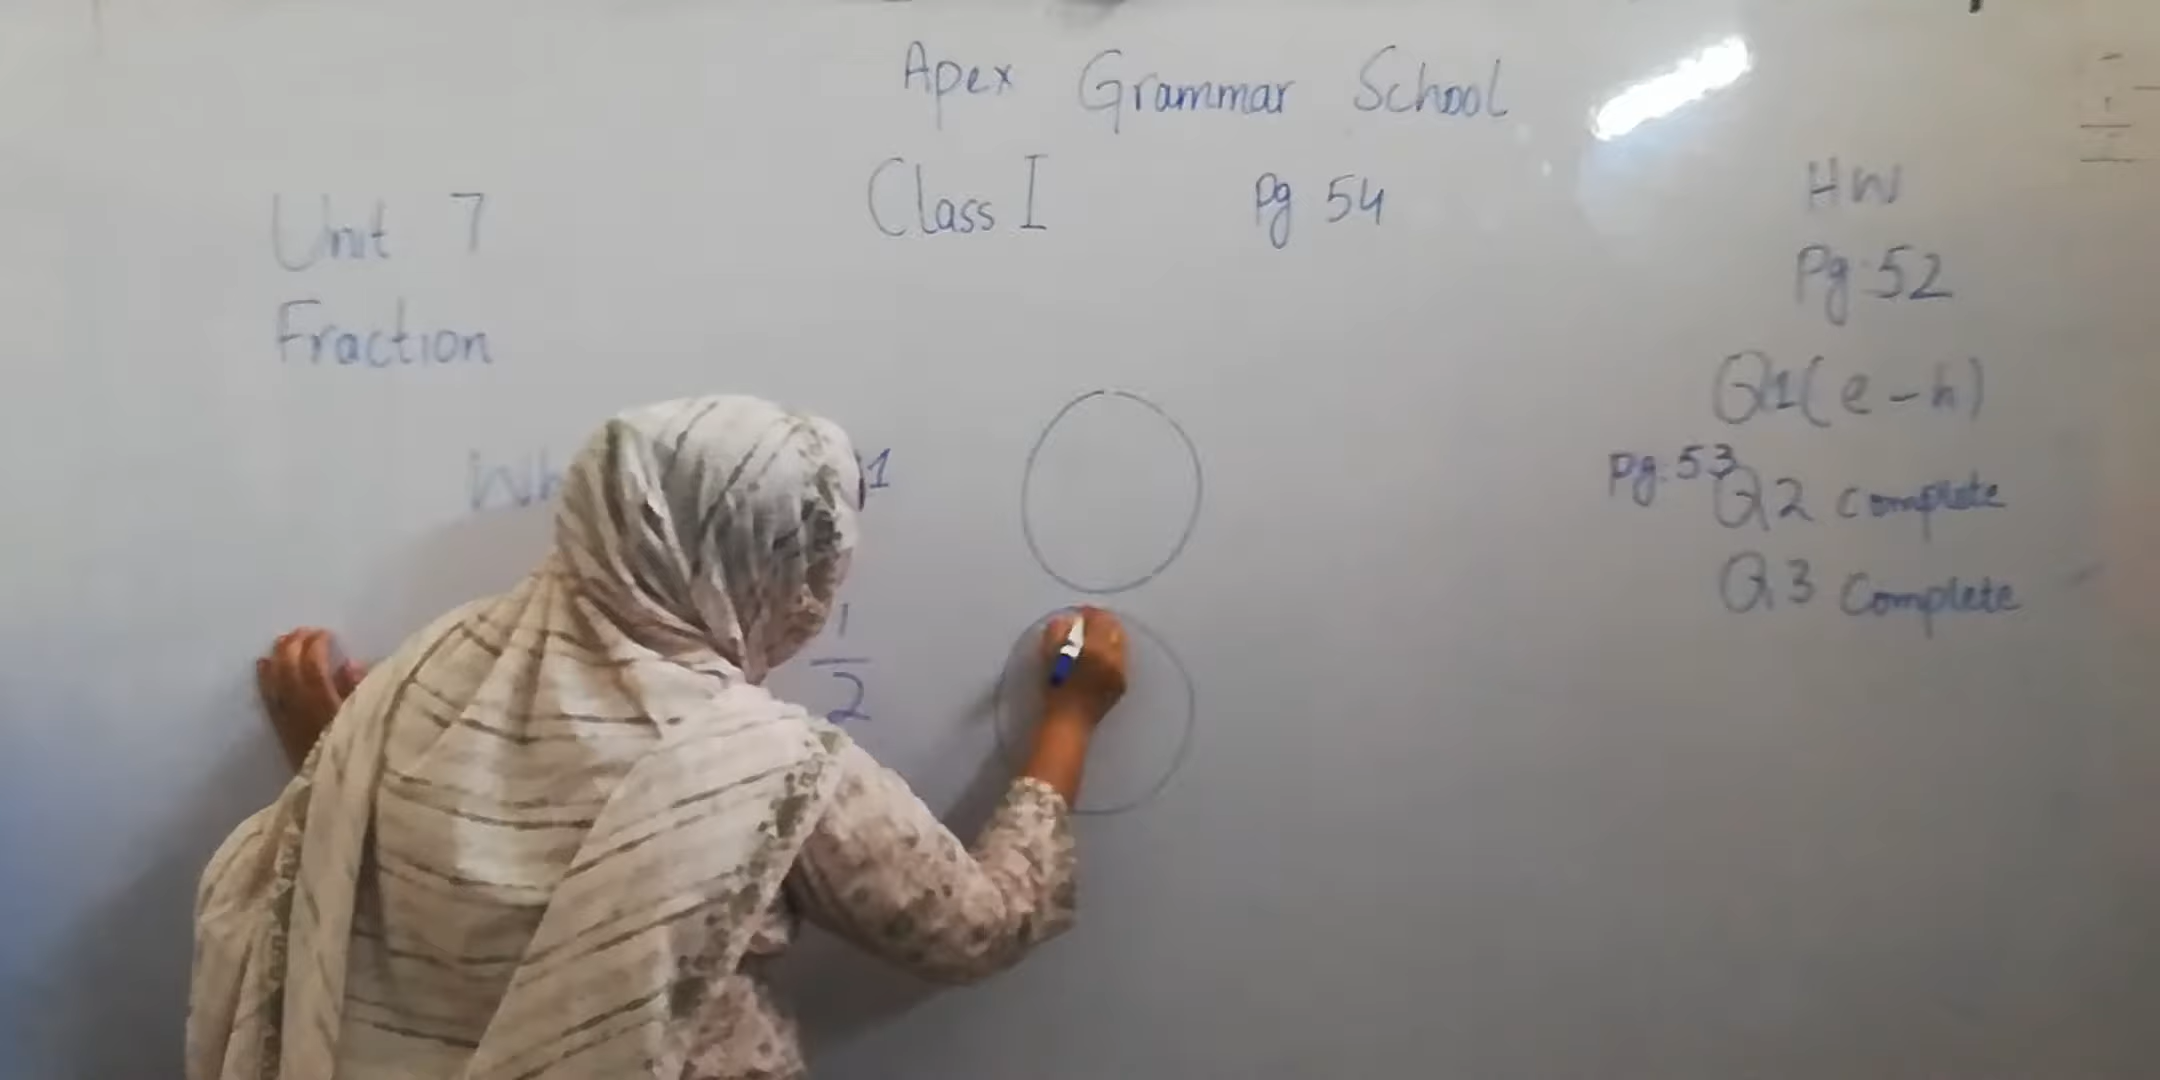 Apex Grammar School
Class I Pg 54
Unit 7
Fraction
1
1
2
HW
Pg:52
Q1(e-h)
Pg:53 Q2 Complete
Q3 Complete